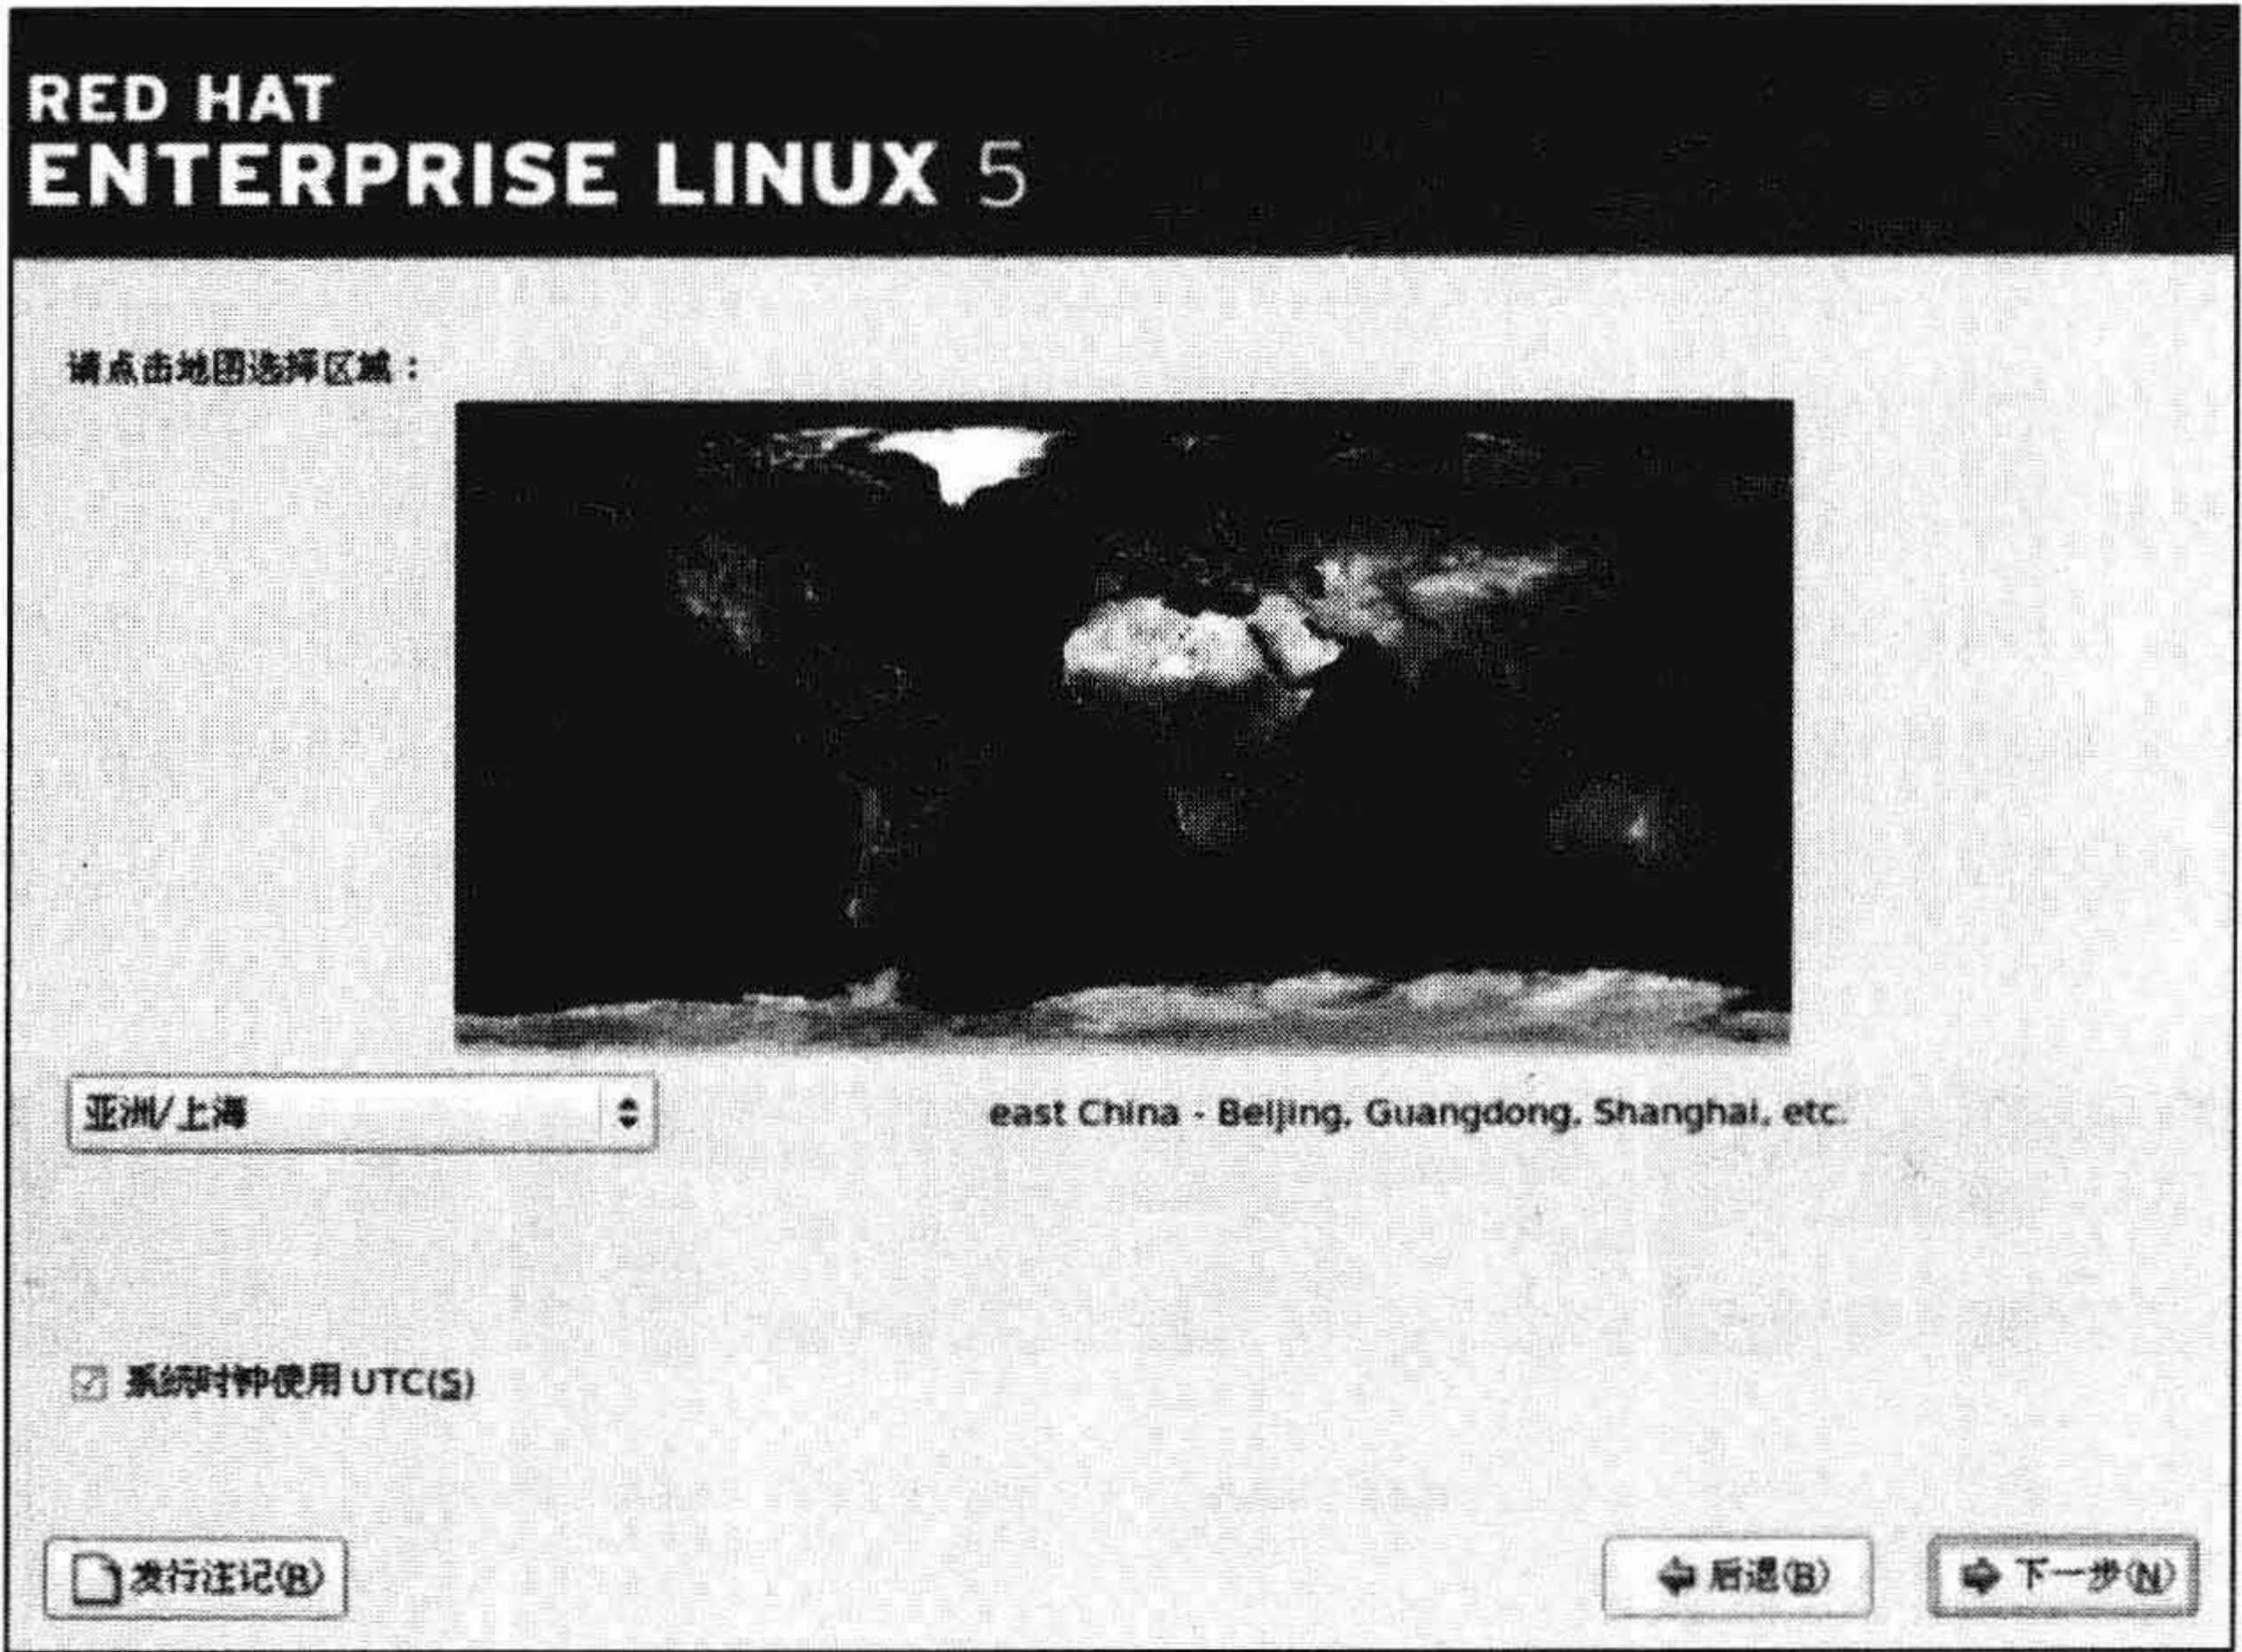 RED HAT
ENTERPRISE LINUX 5
请点击地图选择区域：
亚洲/上海
east China - Beijing, Guangdong, Shanghai, etc.
系统时钟使用 UTC(S)
发行注记(R)
后退(B)
下一步(N)